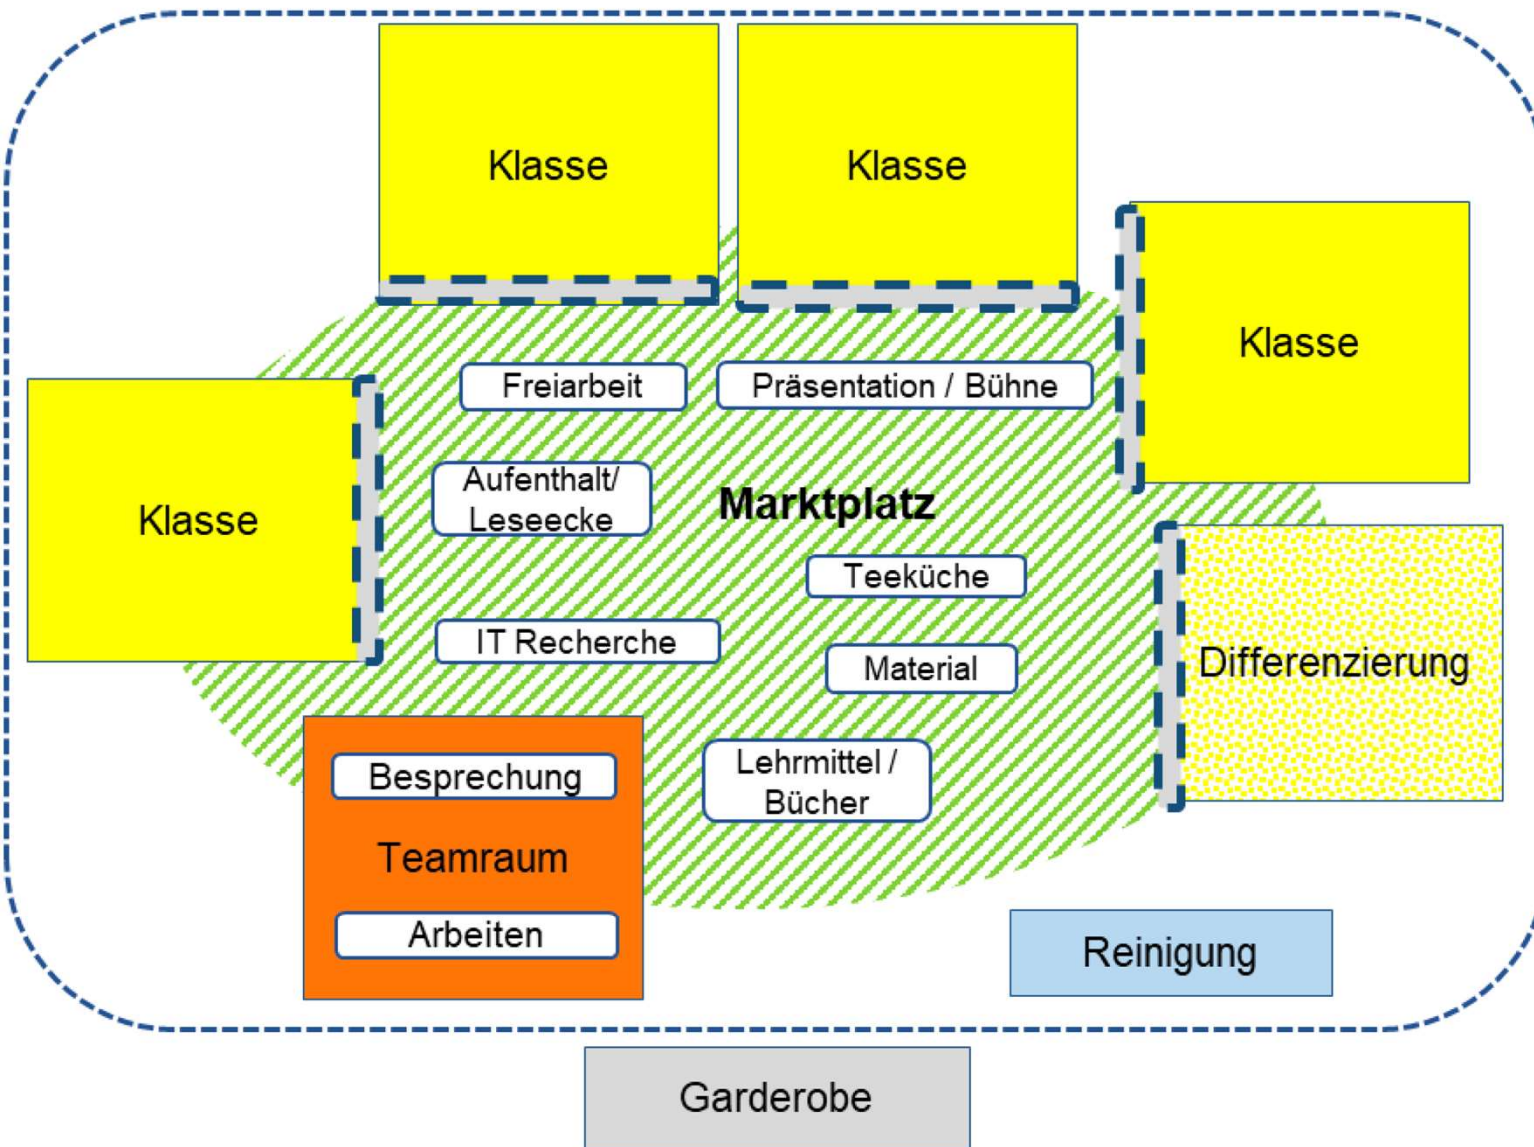 Klasse
Klasse
Klasse
Klasse
Freiarbeit
Präsentation / Bühne
Aufenthalt/
Leseecke
Marktplatz
Teeküche
IT Recherche
Material
Differenzierung
Lehrmittel /
Bücher
Besprechung
Teamraum
Arbeiten
Reinigung
Garderobe